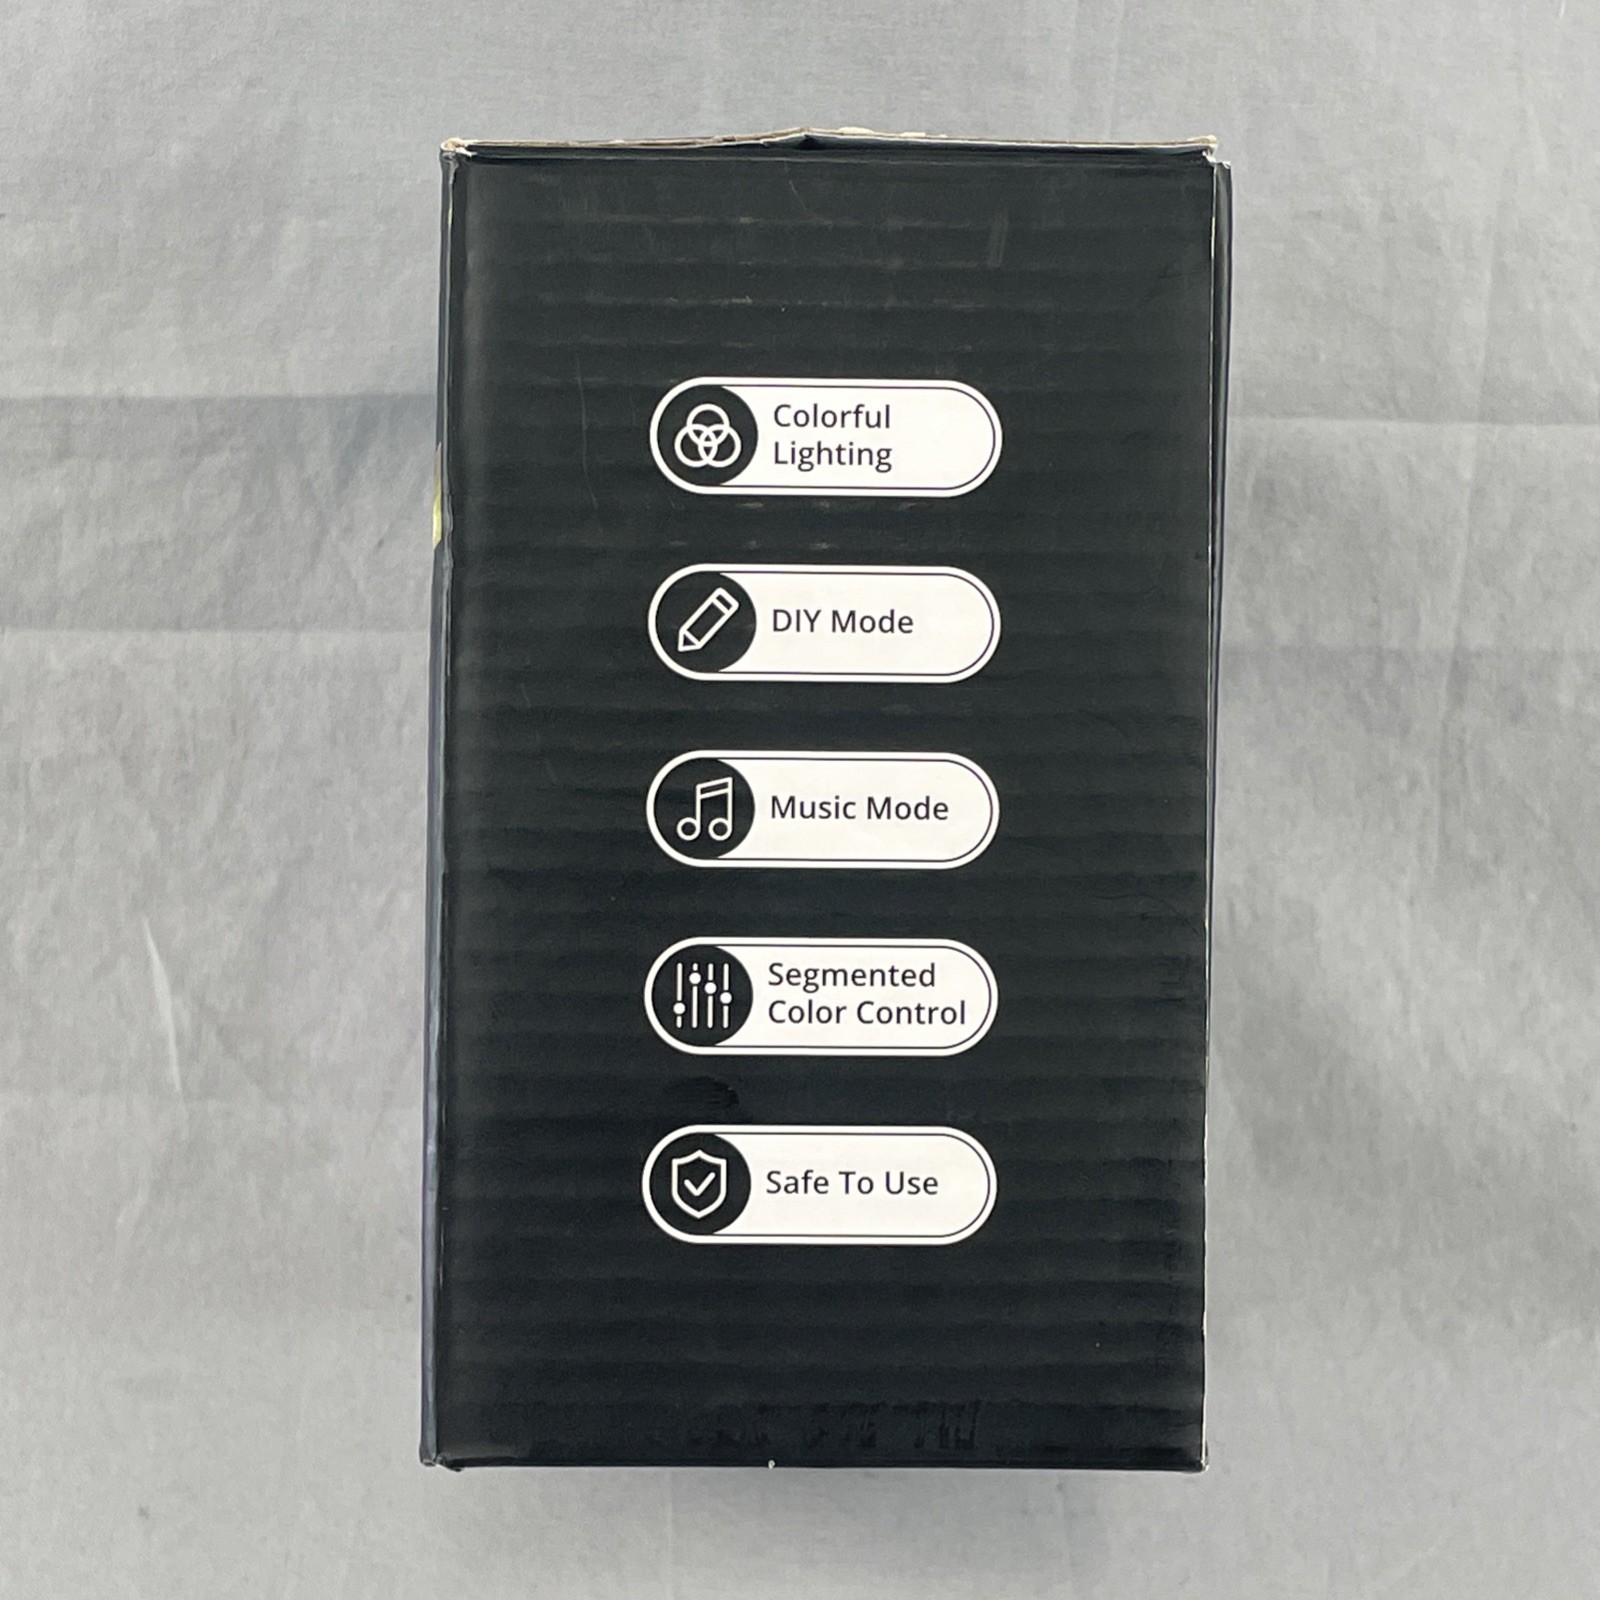 Colorful
Lighting
DIY Mode
Music Mode
Segmented
Color Control
Safe To Use